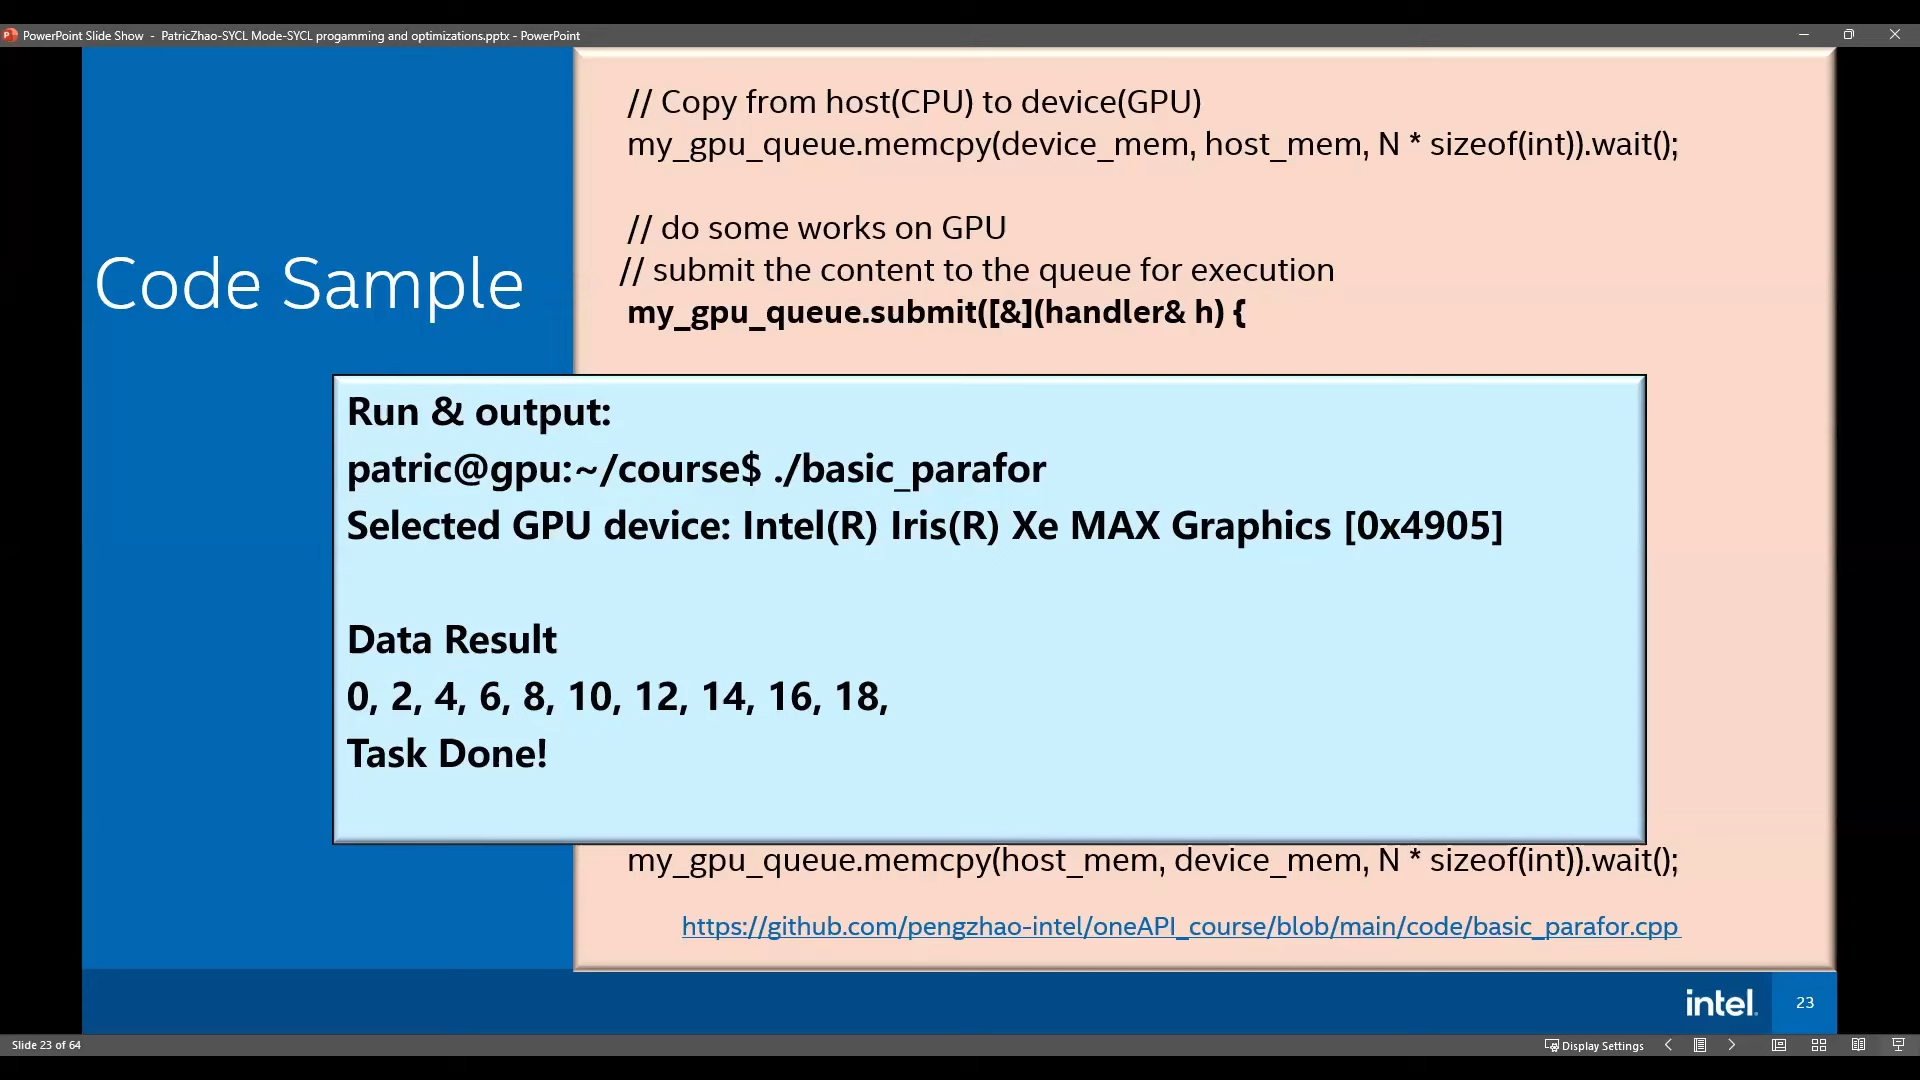 PowerPoint Slide Show - PatricZhao-SYCL Mode-SYCL progamming and optimizations.pptx - PowerPoint
Code Sample
// Copy from host(CPU) to device(GPU)
my_gpu_queue.memcpy(device_mem, host_mem, N * sizeof(int)).wait();
// do some works on GPU
// submit the content to the queue for execution
my_gpu_queue.submit([&](handler& h) {
Run & output:
patric@gpu:~/course$ ./basic_parafor
Selected GPU device: Intel(R) Iris(R) Xe MAX Graphics [0x4905]
Data Result
0, 2, 4, 6, 8, 10, 12, 14, 16, 18,
Task Done!
my_gpu_queue.memcpy(host_mem, device_mem, N * sizeof(int)).wait();
https://github.com/pengzhao-intel/oneAPI_course/blob/main/code/basic_parafor.cpp
intel.
23
Slide 23 of 64
Display Settings